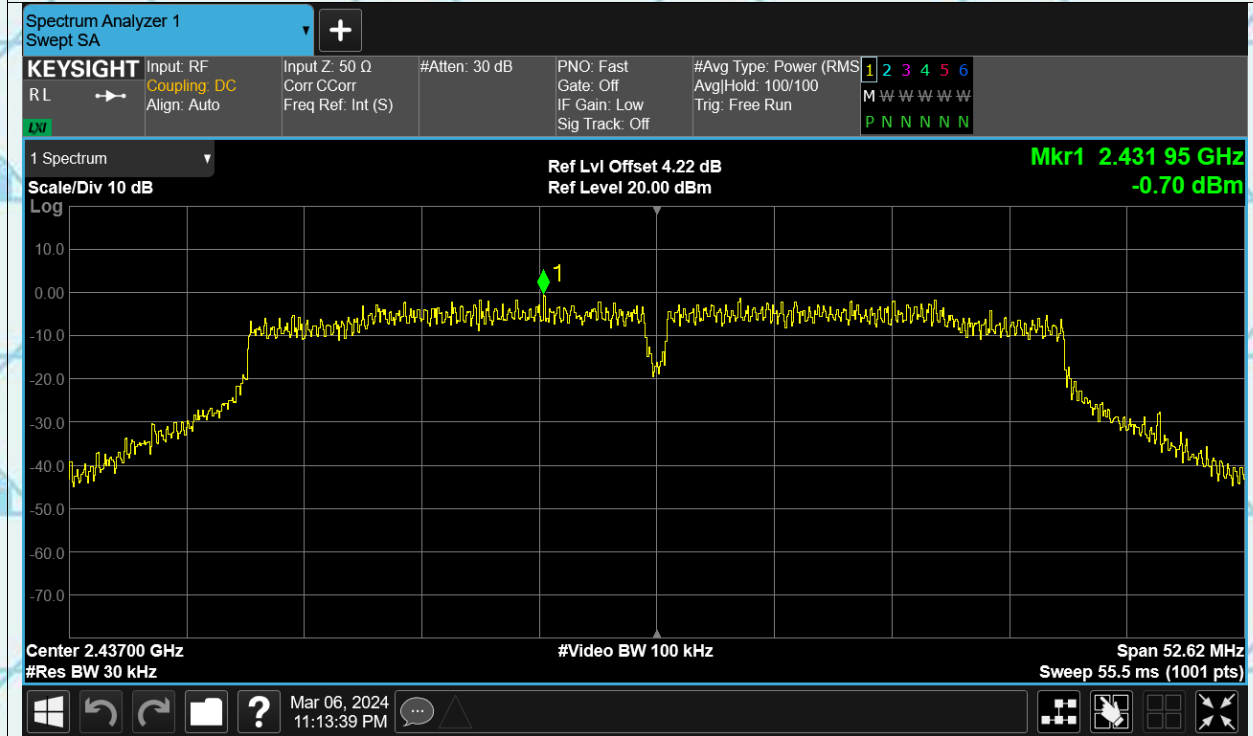 Spectrum Analyzer 1
Swept SA
KEYSIGHT
R L
LXI
Input: RF
Coupling: DC
Align: Auto
Input Z: 50 Ω
Corr CCorr
Freq Ref: Int (S)
#Atten: 30 dB
PNO: Fast
Gate: Off
IF Gain: Low
Sig Track: Off
#Avg Type: Power (RMS
Avg|Hold: 100/100
Trig: Free Run
1 2 3 4 5 6
M W W W W W
P N N N N N
1 Spectrum
Scale/Div 10 dB
Log
Ref Lvl Offset 4.22 dB
Ref Level 20.00 dBm
Mkr1 2.431 95 GHz
-0.70 dBm
10.0
0.00
-10.0
-20.0
-30.0
-40.0
-50.0
-60.0
-70.0
1
Center 2.43700 GHz
#Res BW 30 kHz
#Video BW 100 kHz
Span 52.62 MHz
Sweep 55.5 ms (1001 pts)
?
Mar 06, 2024
11:13:39 PM